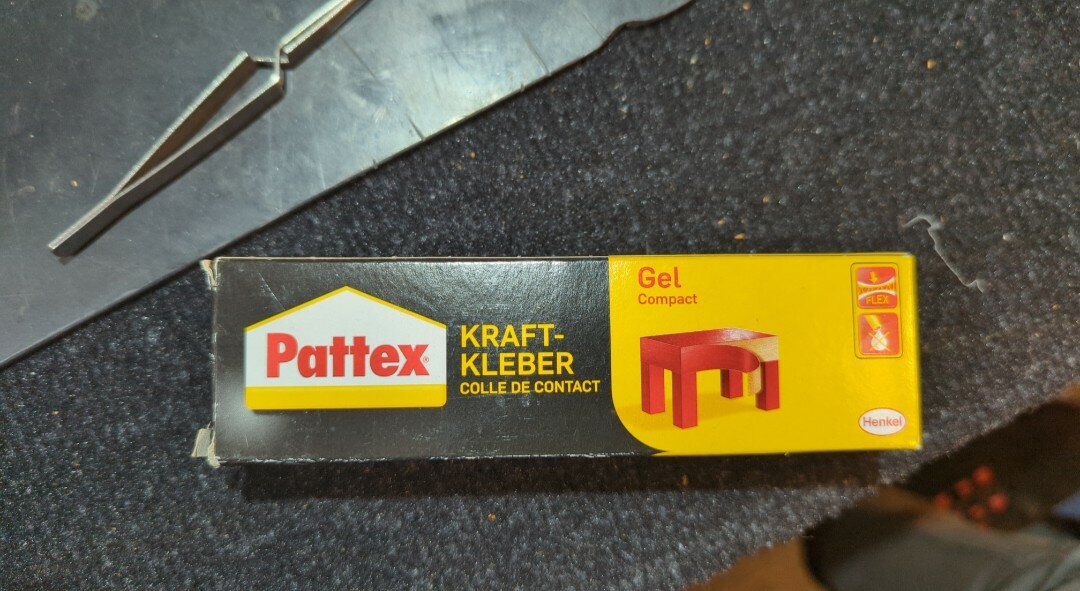 Pattex®
KRAFT-
KLEBER
COLLE DE CONTACT
Gel
Compact
FLEX
Henkel